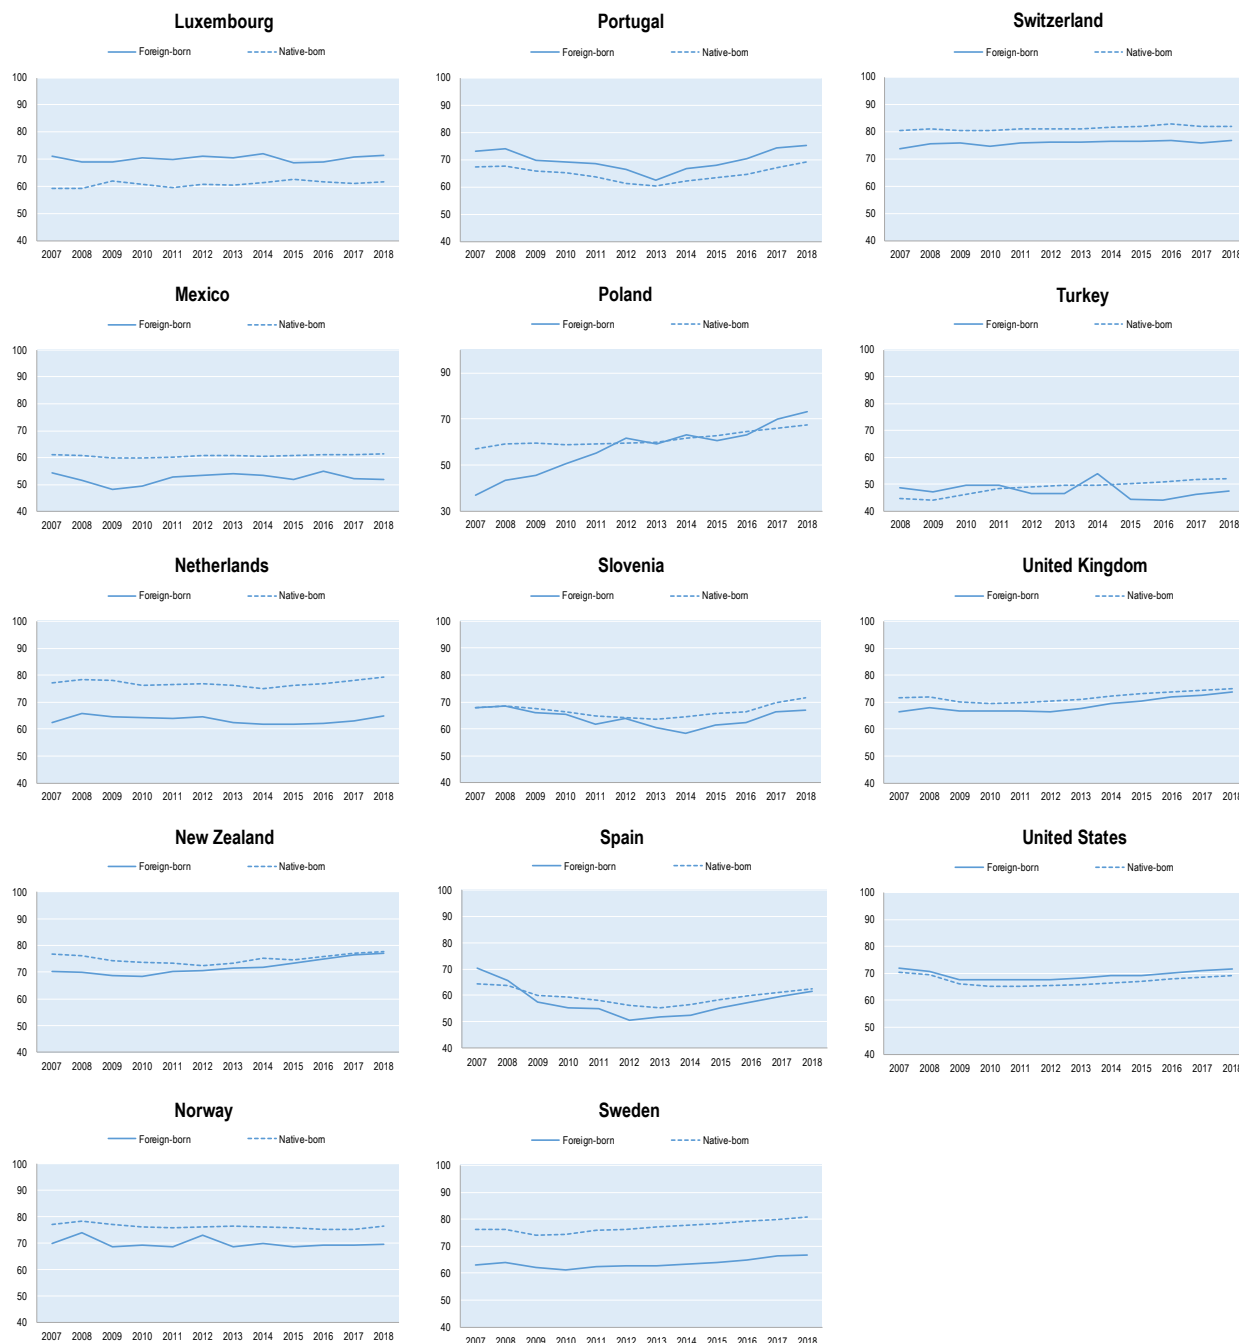 Luxembourg
Foreign-born Native-born
100
90
80
70
60
50
40
2007 2008 2009 2010 2011 2012 2013 2014 2015 2016 2017 2018
Portugal
Foreign-born Native-born
100
90
80
70
60
50
40
2007 2008 2009 2010 2011 2012 2013 2014 2015 2016 2017 2018
Switzerland
Foreign-born Native-born
100
90
80
70
60
50
40
2007 2008 2009 2010 2011 2012 2013 2014 2015 2016 2017 2018
Mexico
Foreign-born Native-born
100
90
80
70
60
50
40
2007 2008 2009 2010 2011 2012 2013 2014 2015 2016 2017 2018
Poland
Foreign-born Native-born
90
70
50
30
2007 2008 2009 2010 2011 2012 2013 2014 2015 2016 2017 2018
Turkey
Foreign-born Native-born
100
90
80
70
60
50
40
2008 2009 2010 2011 2012 2013 2014 2015 2016 2017 2018
Netherlands
Foreign-born Native-born
100
90
80
70
60
50
40
2007 2008 2009 2010 2011 2012 2013 2014 2015 2016 2017 2018
Slovenia
Foreign-born Native-born
100
90
80
70
60
50
40
2007 2008 2009 2010 2011 2012 2013 2014 2015 2016 2017 2018
United Kingdom
Foreign-born Native-born
100
90
80
70
60
50
40
2007 2008 2009 2010 2011 2012 2013 2014 2015 2016 2017 2018
New Zealand
Foreign-born Native-born
100
90
80
70
60
50
40
2007 2008 2009 2010 2011 2012 2013 2014 2015 2016 2017 2018
Spain
Foreign-born Native-born
100
90
80
70
60
50
40
2007 2008 2009 2010 2011 2012 2013 2014 2015 2016 2017 2018
United States
Foreign-born Native-born
100
90
80
70
60
50
40
2007 2008 2009 2010 2011 2012 2013 2014 2015 2016 2017 2018
Norway
Foreign-born Native-born
100
90
80
70
60
50
40
2007 2008 2009 2010 2011 2012 2013 2014 2015 2016 2017 2018
Sweden
Foreign-born Native-born
100
90
80
70
60
50
40
2007 2008 2009 2010 2011 2012 2013 2014 2015 2016 2017 2018